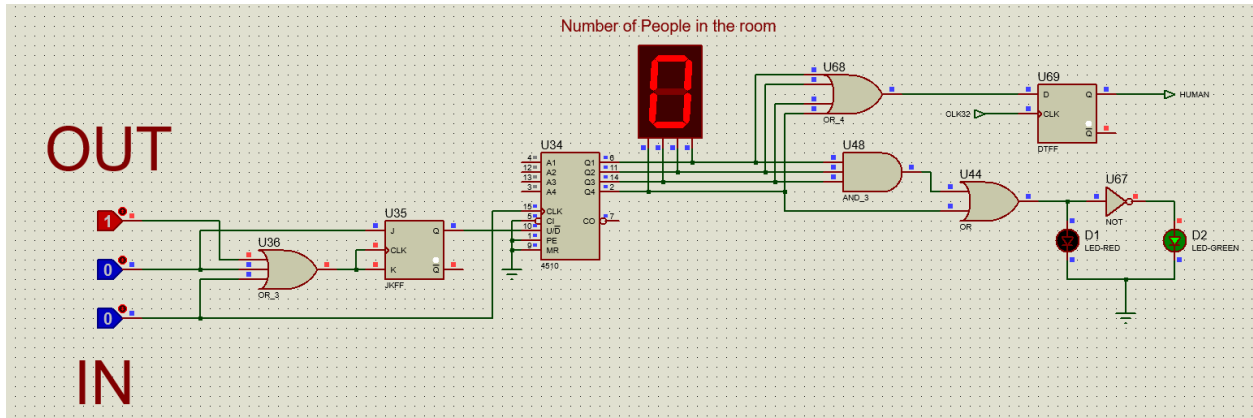 Number of People in the room
OUT
IN
1
0
0
U36
OR_3
U35
J
Q
CLK
K
Q
JKFF
U34
4 A1 Q1 6
12 A2 Q2 11
13 A3 Q3 14
3 A4 Q4 2
15 CLK
5 CI CO 7
10 U/D
1 PE
9 MR
4510
0
U68
OR_4
U48
AND_3
U44
OR
U69
D
Q
CLK
Q
DTFF
CLK32
HUMAN
U67
NOT
D1
LED-RED
D2
LED-GREEN